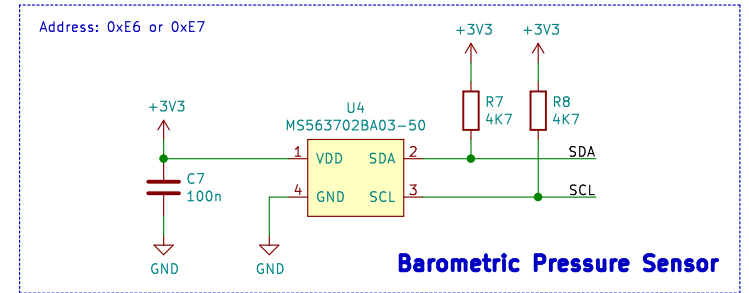 Address: 0xE6 or 0xE7
+3V3
+3V3
+3V3
R7
4K7
R8
4K7
U4
MS563702BA03-50
C7
100n
1
VDD
SDA
2
SDA
4
GND
SCL
3
SCL
GND
GND
Barometric Pressure Sensor